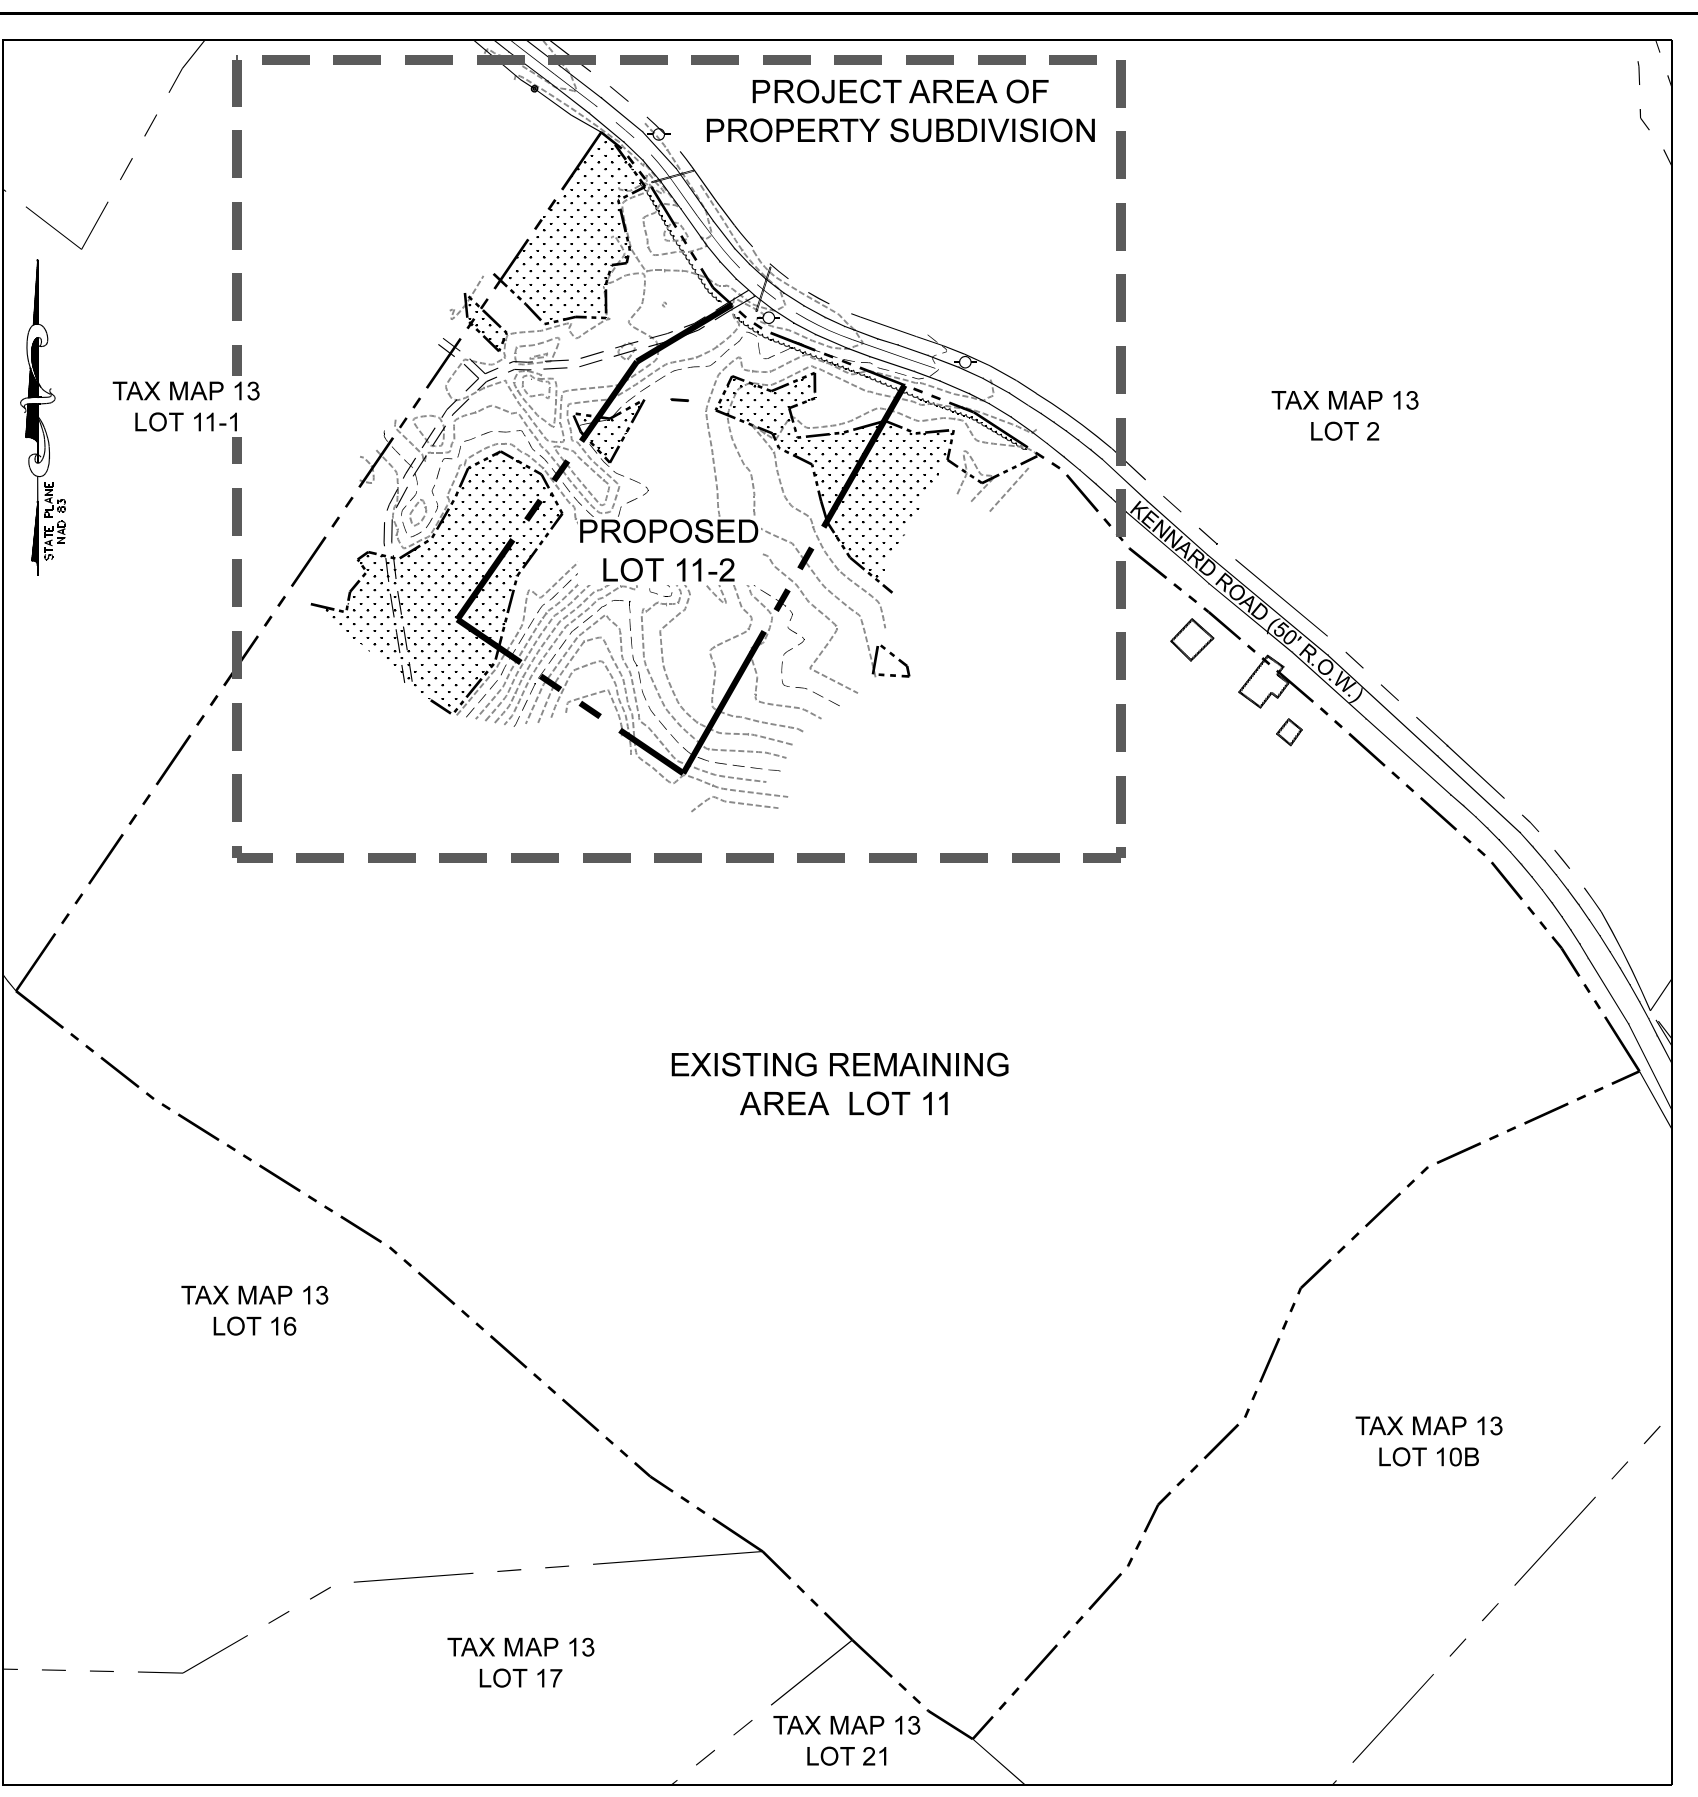 PROJECT AREA OF
PROPERTY SUBDIVISION
TAX MAP 13
LOT 11-1
TAX MAP 13
LOT 2
STATE PLANE
NAD 83
PROPOSED
LOT 11-2
KENNARD ROAD (50' R.O.W.)
EXISTING REMAINING
AREA LOT 11
TAX MAP 13
LOT 16
TAX MAP 13
LOT 10B
TAX MAP 13
LOT 17
TAX MAP 13
LOT 21